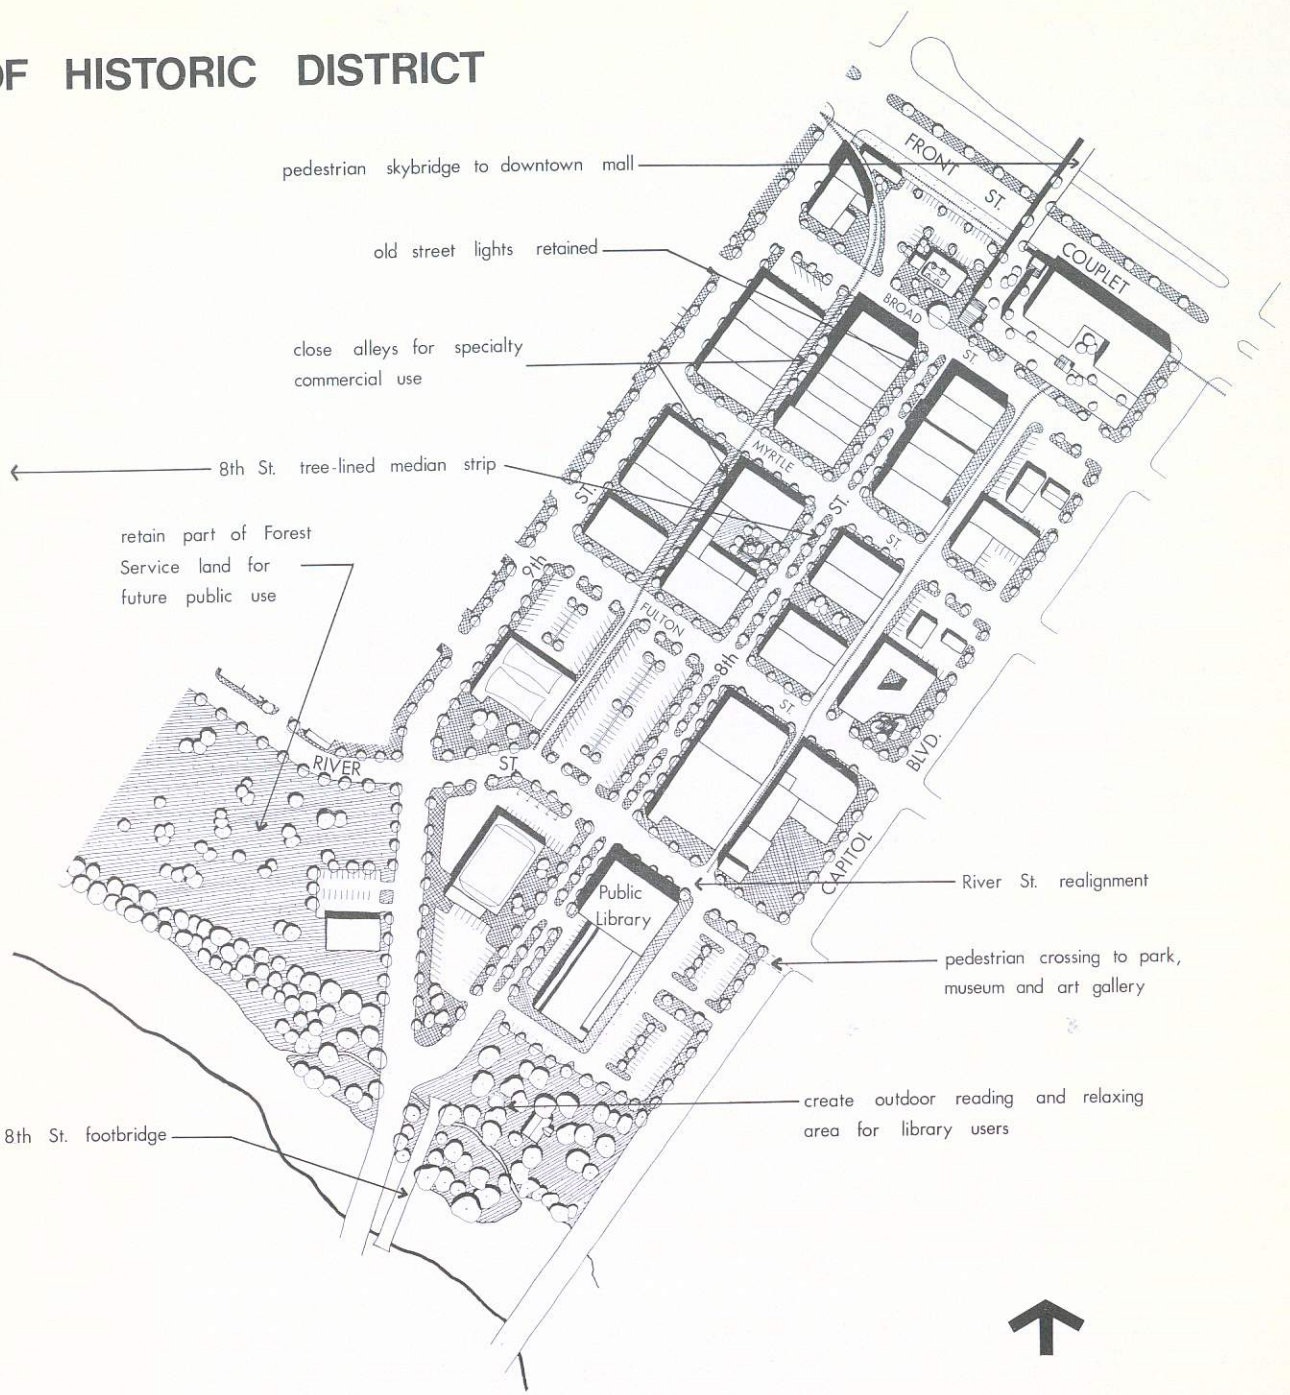 OF HISTORIC DISTRICT
pedestrian skybridge to downtown mall
old street lights retained
close alleys for specialty
commercial use
8th St. tree-lined median strip
retain part of Forest
Service land for
future public use
8th St. footbridge
FRONT ST.
COUPLET
BROAD ST.
MYRTLE ST.
FULTON ST.
9th ST.
8th ST.
RIVER ST.
CAPITOL BLVD.
Public
Library
River St. realignment
pedestrian crossing to park,
museum and art gallery
create outdoor reading and relaxing
area for library users